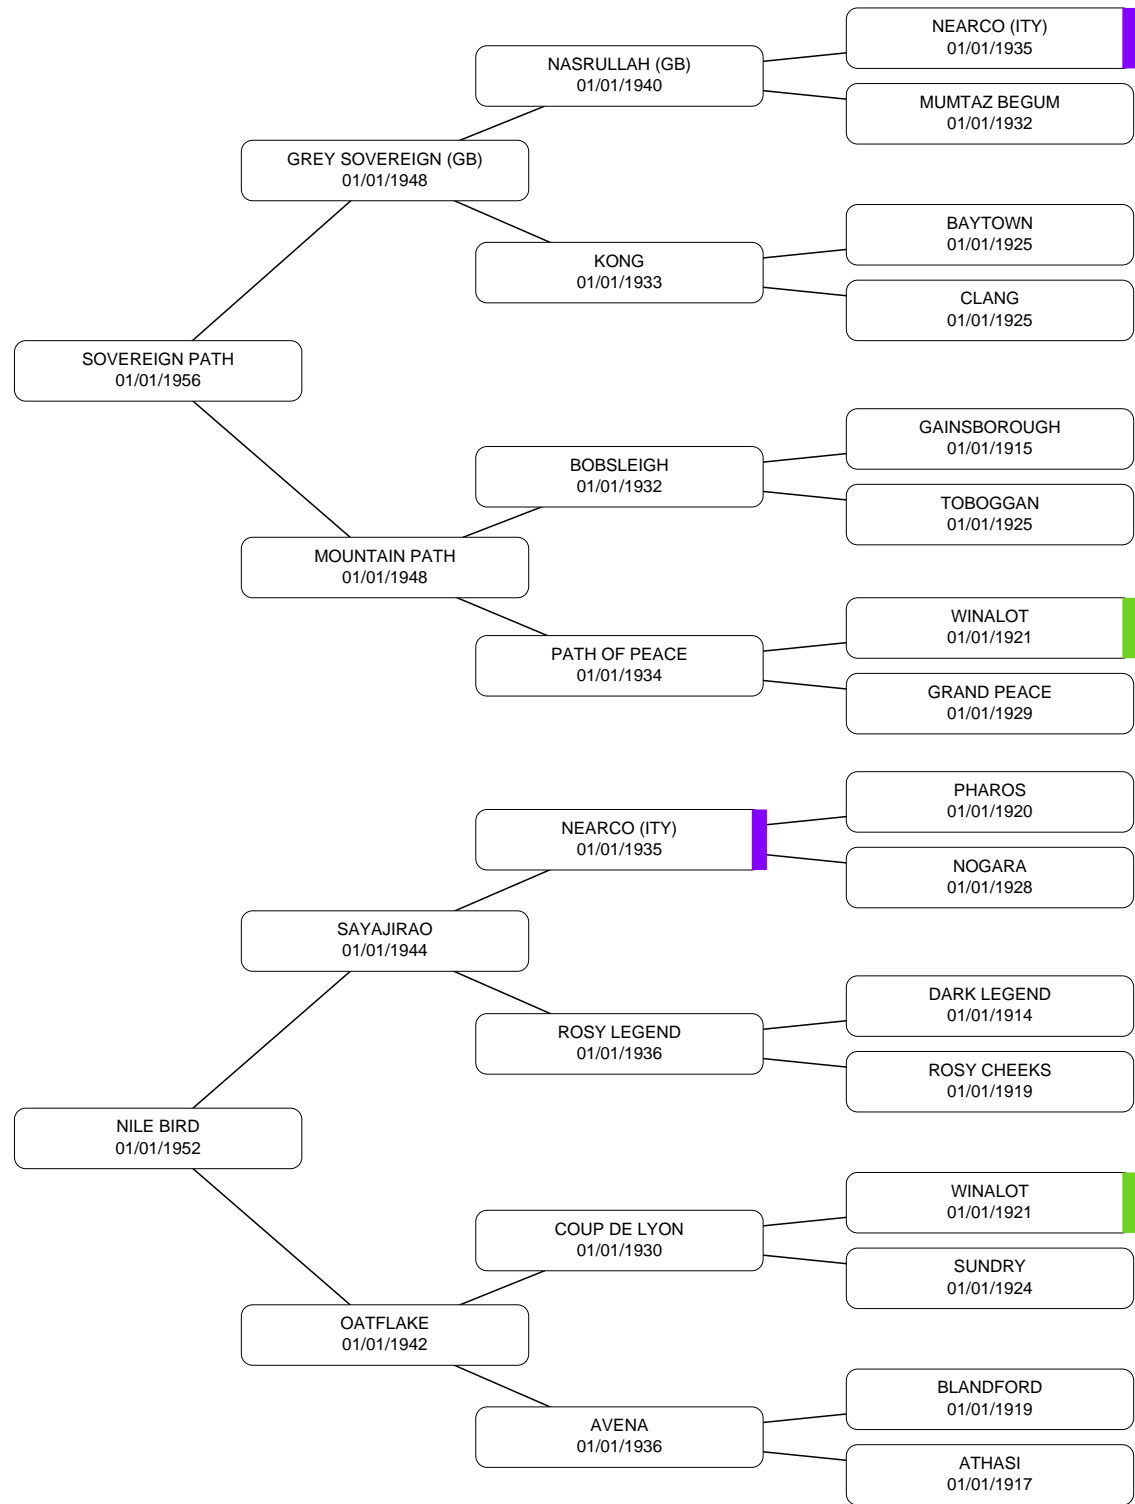 NEARCO (ITY)
01/01/1935
NASRULLAH (GB)
01/01/1940
MUMTAZ BEGUM
01/01/1932
GREY SOVEREIGN (GB)
01/01/1948
BAYTOWN
01/01/1925
KONG
01/01/1933
CLANG
01/01/1925
SOVEREIGN PATH
01/01/1956
GAINSBOROUGH
01/01/1915
BOBSLEIGH
01/01/1932
TOBOGGAN
01/01/1925
MOUNTAIN PATH
01/01/1948
WINALOT
01/01/1921
PATH OF PEACE
01/01/1934
GRAND PEACE
01/01/1929
PHAROS
01/01/1920
NEARCO (ITY)
01/01/1935
NOGARA
01/01/1928
SAYAJIRAO
01/01/1944
DARK LEGEND
01/01/1914
ROSY LEGEND
01/01/1936
ROSY CHEEKS
01/01/1919
NILE BIRD
01/01/1952
WINALOT
01/01/1921
COUP DE LYON
01/01/1930
SUNDRY
01/01/1924
OATFLAKE
01/01/1942
BLANDFORD
01/01/1919
AVENA
01/01/1936
ATHASI
01/01/1917